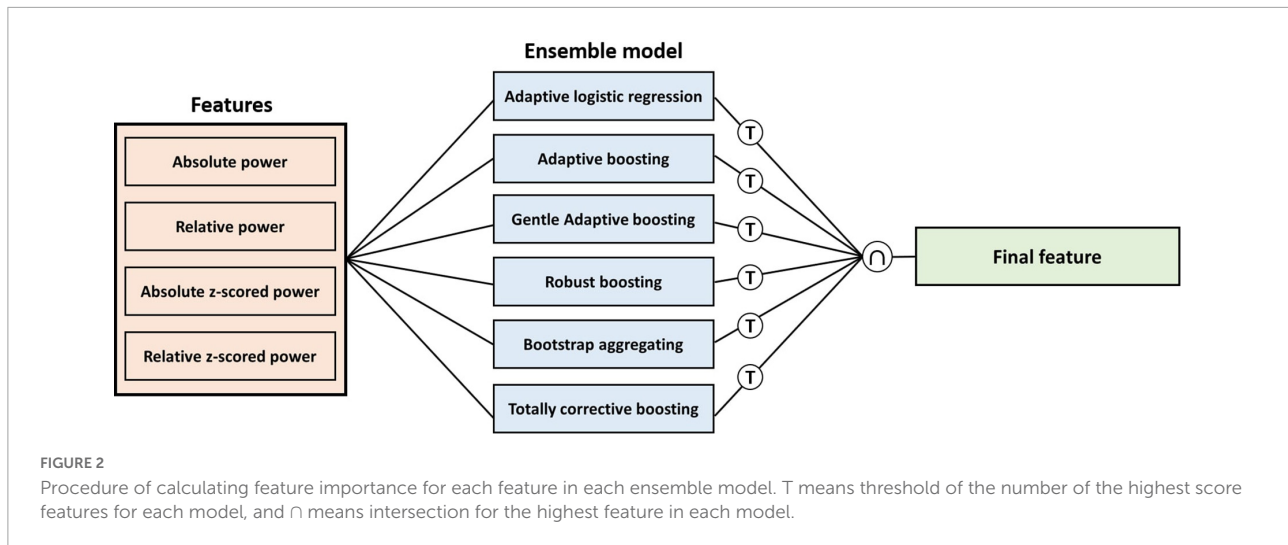 Ensemble model
Features
Absolute power
Relative power
Absolute z-scored power
Relative z-scored power
Adaptive logistic regression
Adaptive boosting
Gentle Adaptive boosting
Robust boosting
Bootstrap aggregating
Totally corrective boosting
T
T
T
T
T
T
∩
Final feature
FIGURE 2
Procedure of calculating feature importance for each feature in each ensemble model. T means threshold of the number of the highest score
features for each model, and ∩ means intersection for the highest feature in each model.